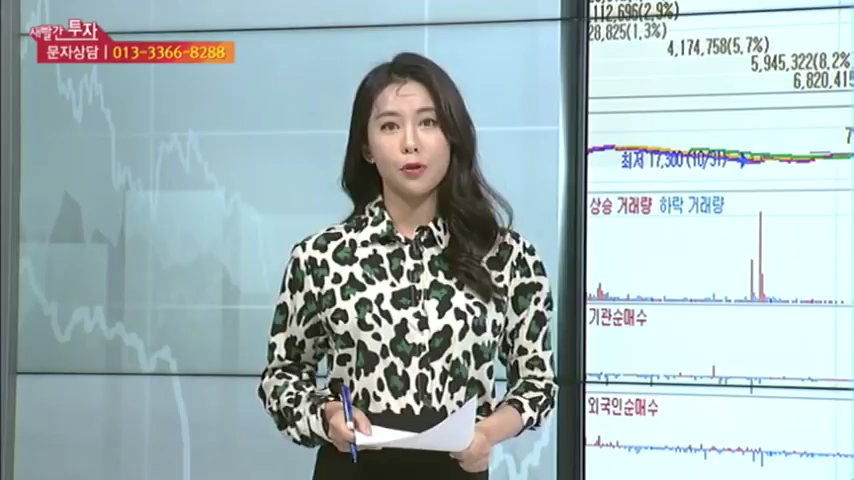 새빨간 투자
문자상담 | 013-3366-8288
112,696(2.9%)
28,825(1.3%)
4,174,758(5.7%)
5,945,322(8.2%
6,820,415
최저 17,300 (10/31)
상승 거래량 하락 거래량
기관순매수
외국인순매수